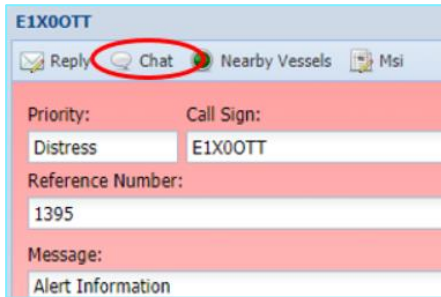 E1X0OTT
Reply Chat Nearby Vessels Msi
Priority: Call Sign:
Distress E1X0OTT
Reference Number:
1395
Message:
Alert Information